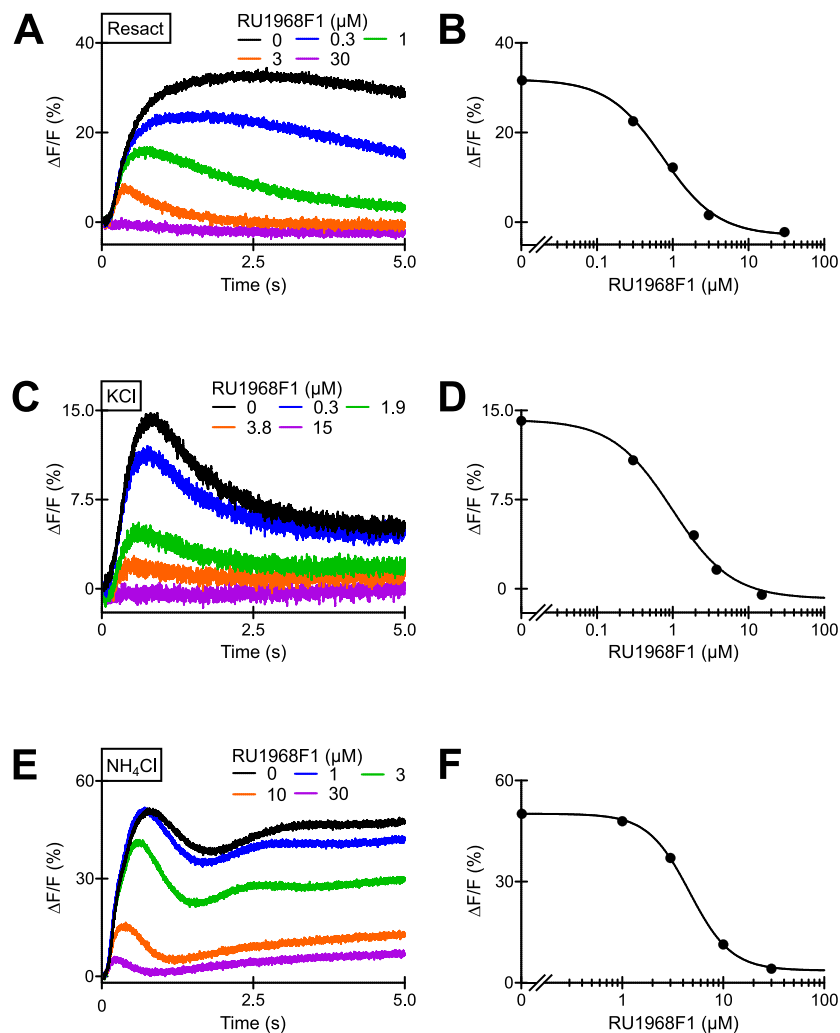 A
Resact
RU1968F1 (µM)
0 0.3 1
3 30
ΔF/F (%)
40
20
0
0 2.5 5.0
Time (s)
B
ΔF/F (%)
40
20
0
0 0.1 1 10 100
RU1968F1 (µM)
C
KCl
RU1968F1 (µM)
0 0.3 1.9
3.8 15
ΔF/F (%)
15.0
7.5
0
0 2.5 5.0
Time (s)
D
ΔF/F (%)
15.0
7.5
0
0 0.1 1 10 100
RU1968F1 (µM)
E
NH₄Cl
RU1968F1 (µM)
0 1 3
10 30
ΔF/F (%)
60
30
0
0 2.5 5.0
Time (s)
F
ΔF/F (%)
60
30
0
0 1 10 100
RU1968F1 (µM)